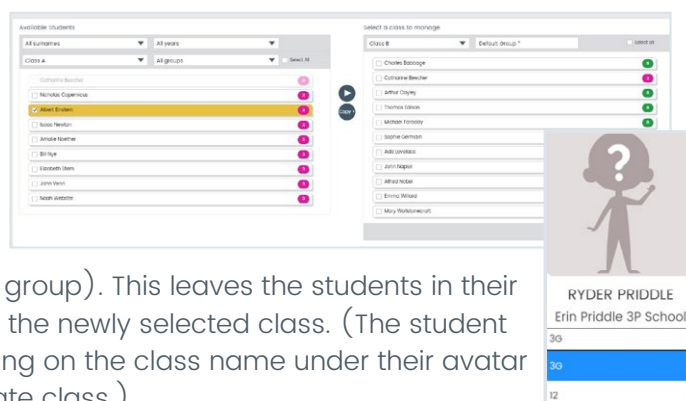 Available Students
All surnames
All years
Class A
All groups
Select All
Catharine Beecher
Nicholas Copernicus
Albert Einstein
Isaac Newton
Amalie Noether
Bill Nye
Elizabeth Stern
John Venn
Noah Webster
Copy
Select a class to manage
Class B
Default Group *
Select All
Charles Babbage
Catharine Beecher
Arthur Cayley
Thomas Edison
Michael Faraday
Sophie Germain
Ada Lovelace
John Napier
Alfred Nobel
Emma Willard
Mary Wollstonecraft
?
RYDER PRIDDLE
Erin Priddle 3P School
3G
3G
12
group). This leaves the students in their
the newly selected class. (The student
ng on the class name under their avatar
ate class.)